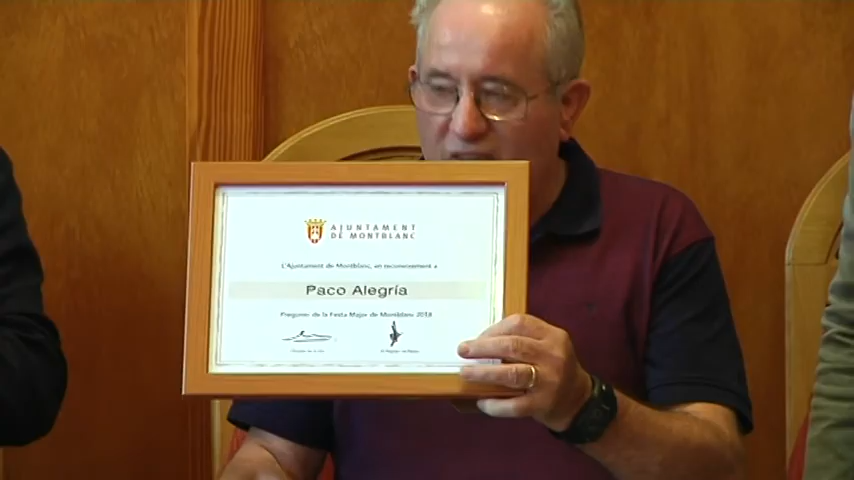 AJUNTAMENT
DE MONTBLANC
L'Ajuntament de Montblanc, en reconeixement a
Paco Alegría
Pregoner de la Festa Major de Montblanc 2018